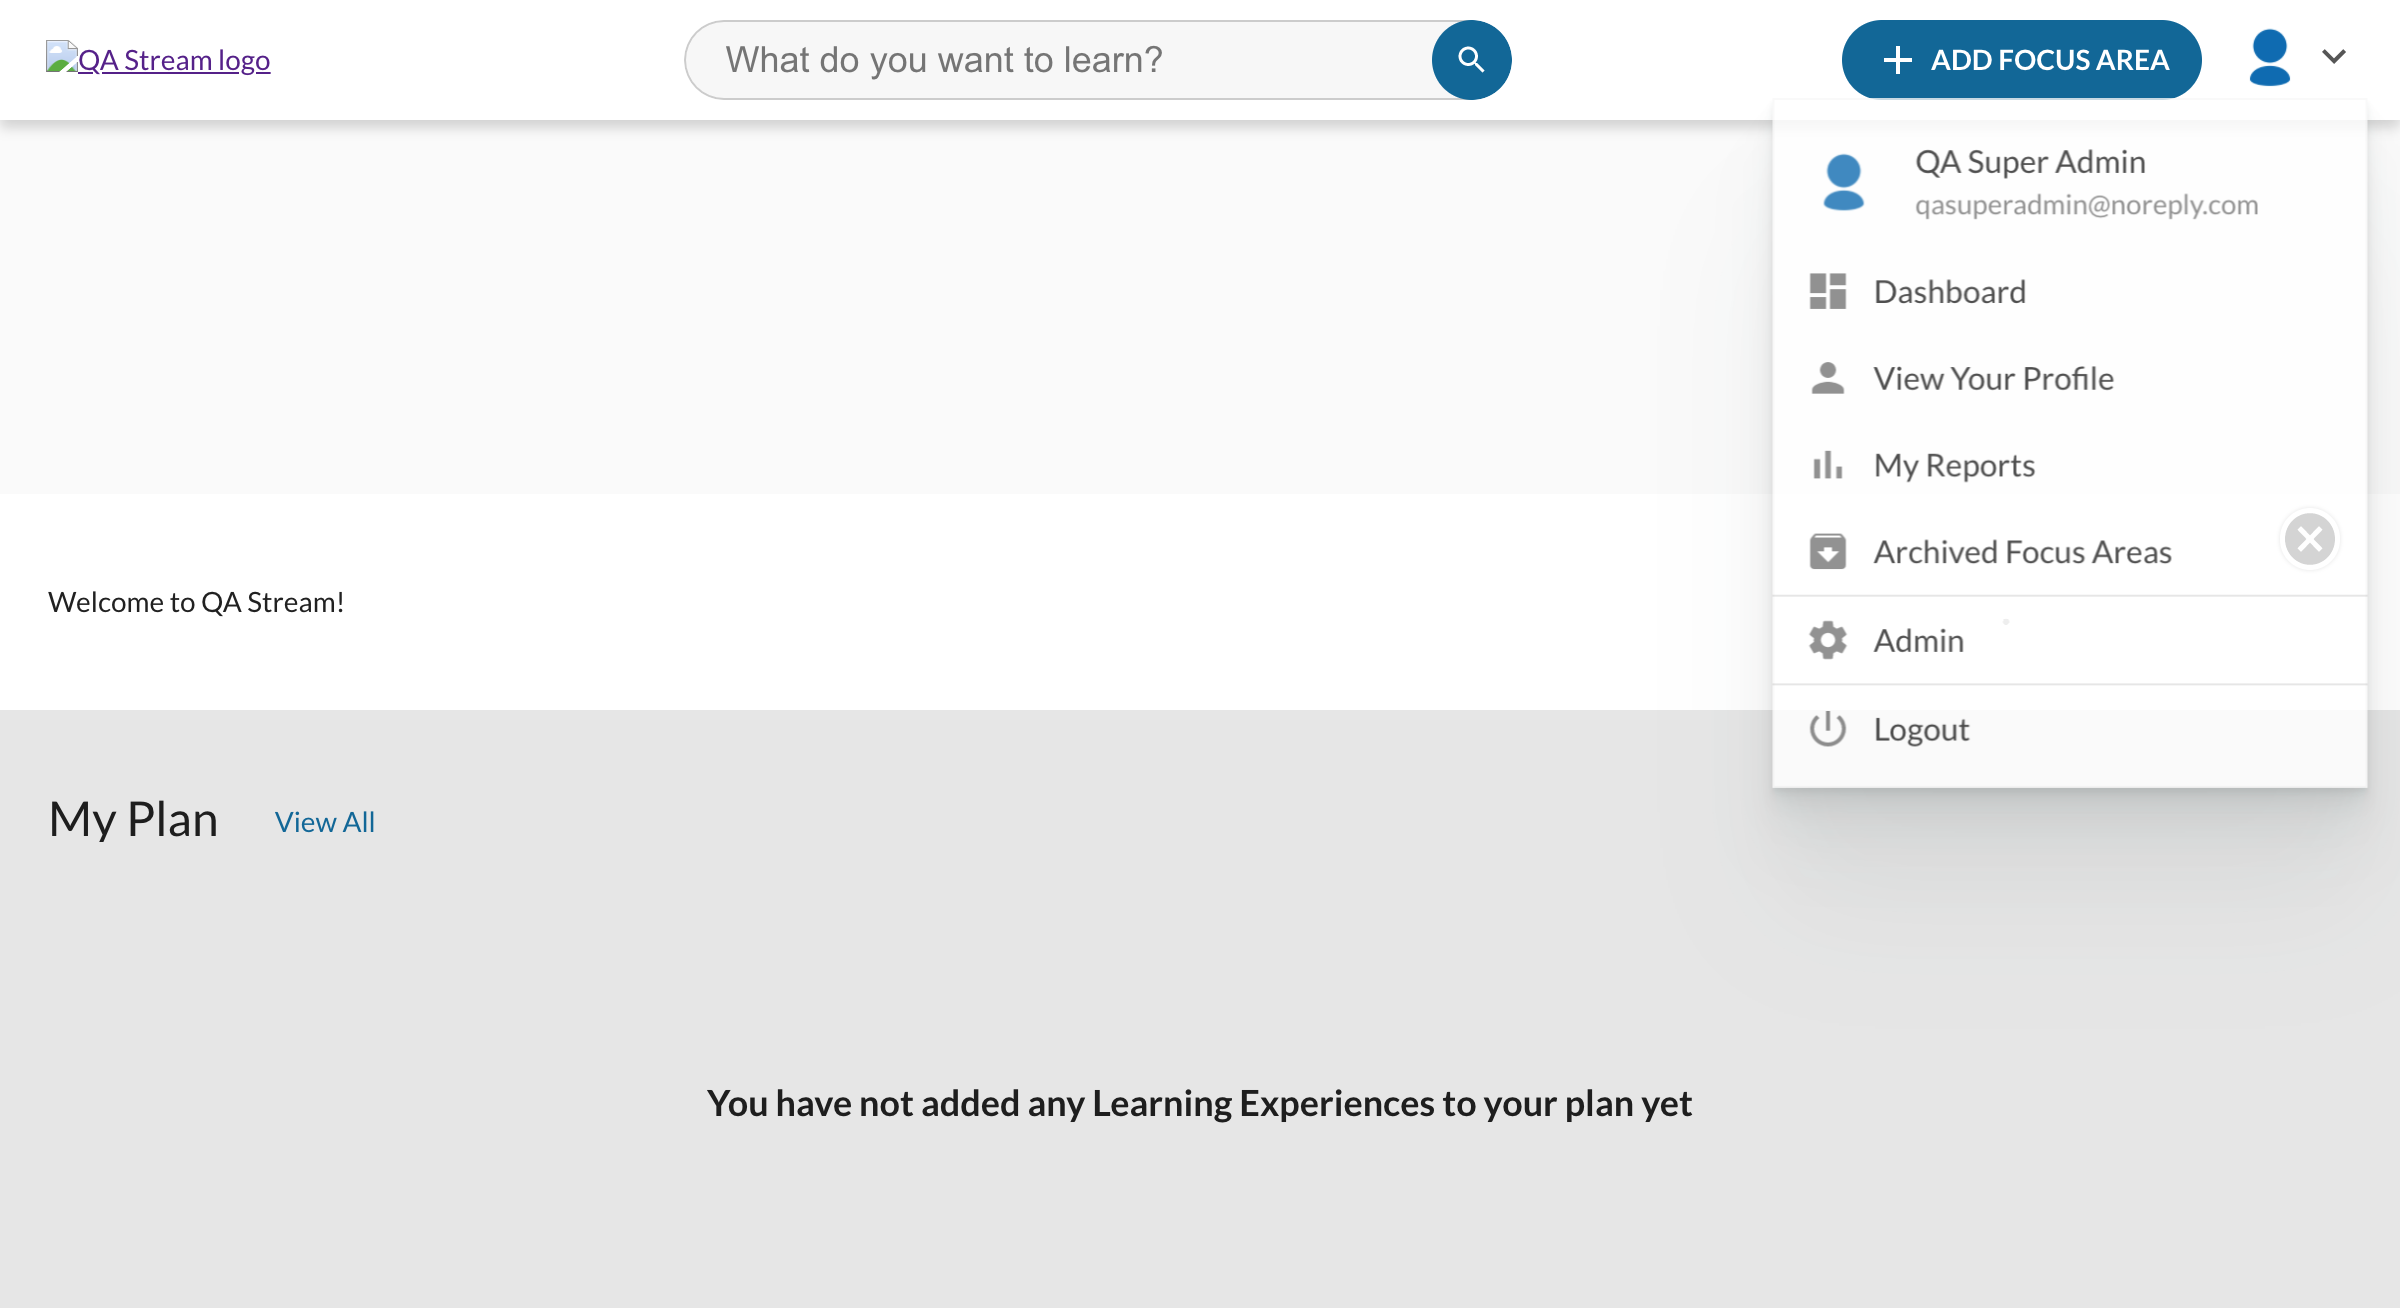 QA Stream logo
What do you want to learn?
ADD FOCUS AREA
QA Super Admin
qasuperadmin@noreply.com
Dashboard
View Your Profile
My Reports
Archived Focus Areas
Admin
Logout
Welcome to QA Stream!
My Plan View All
You have not added any Learning Experiences to your plan yet